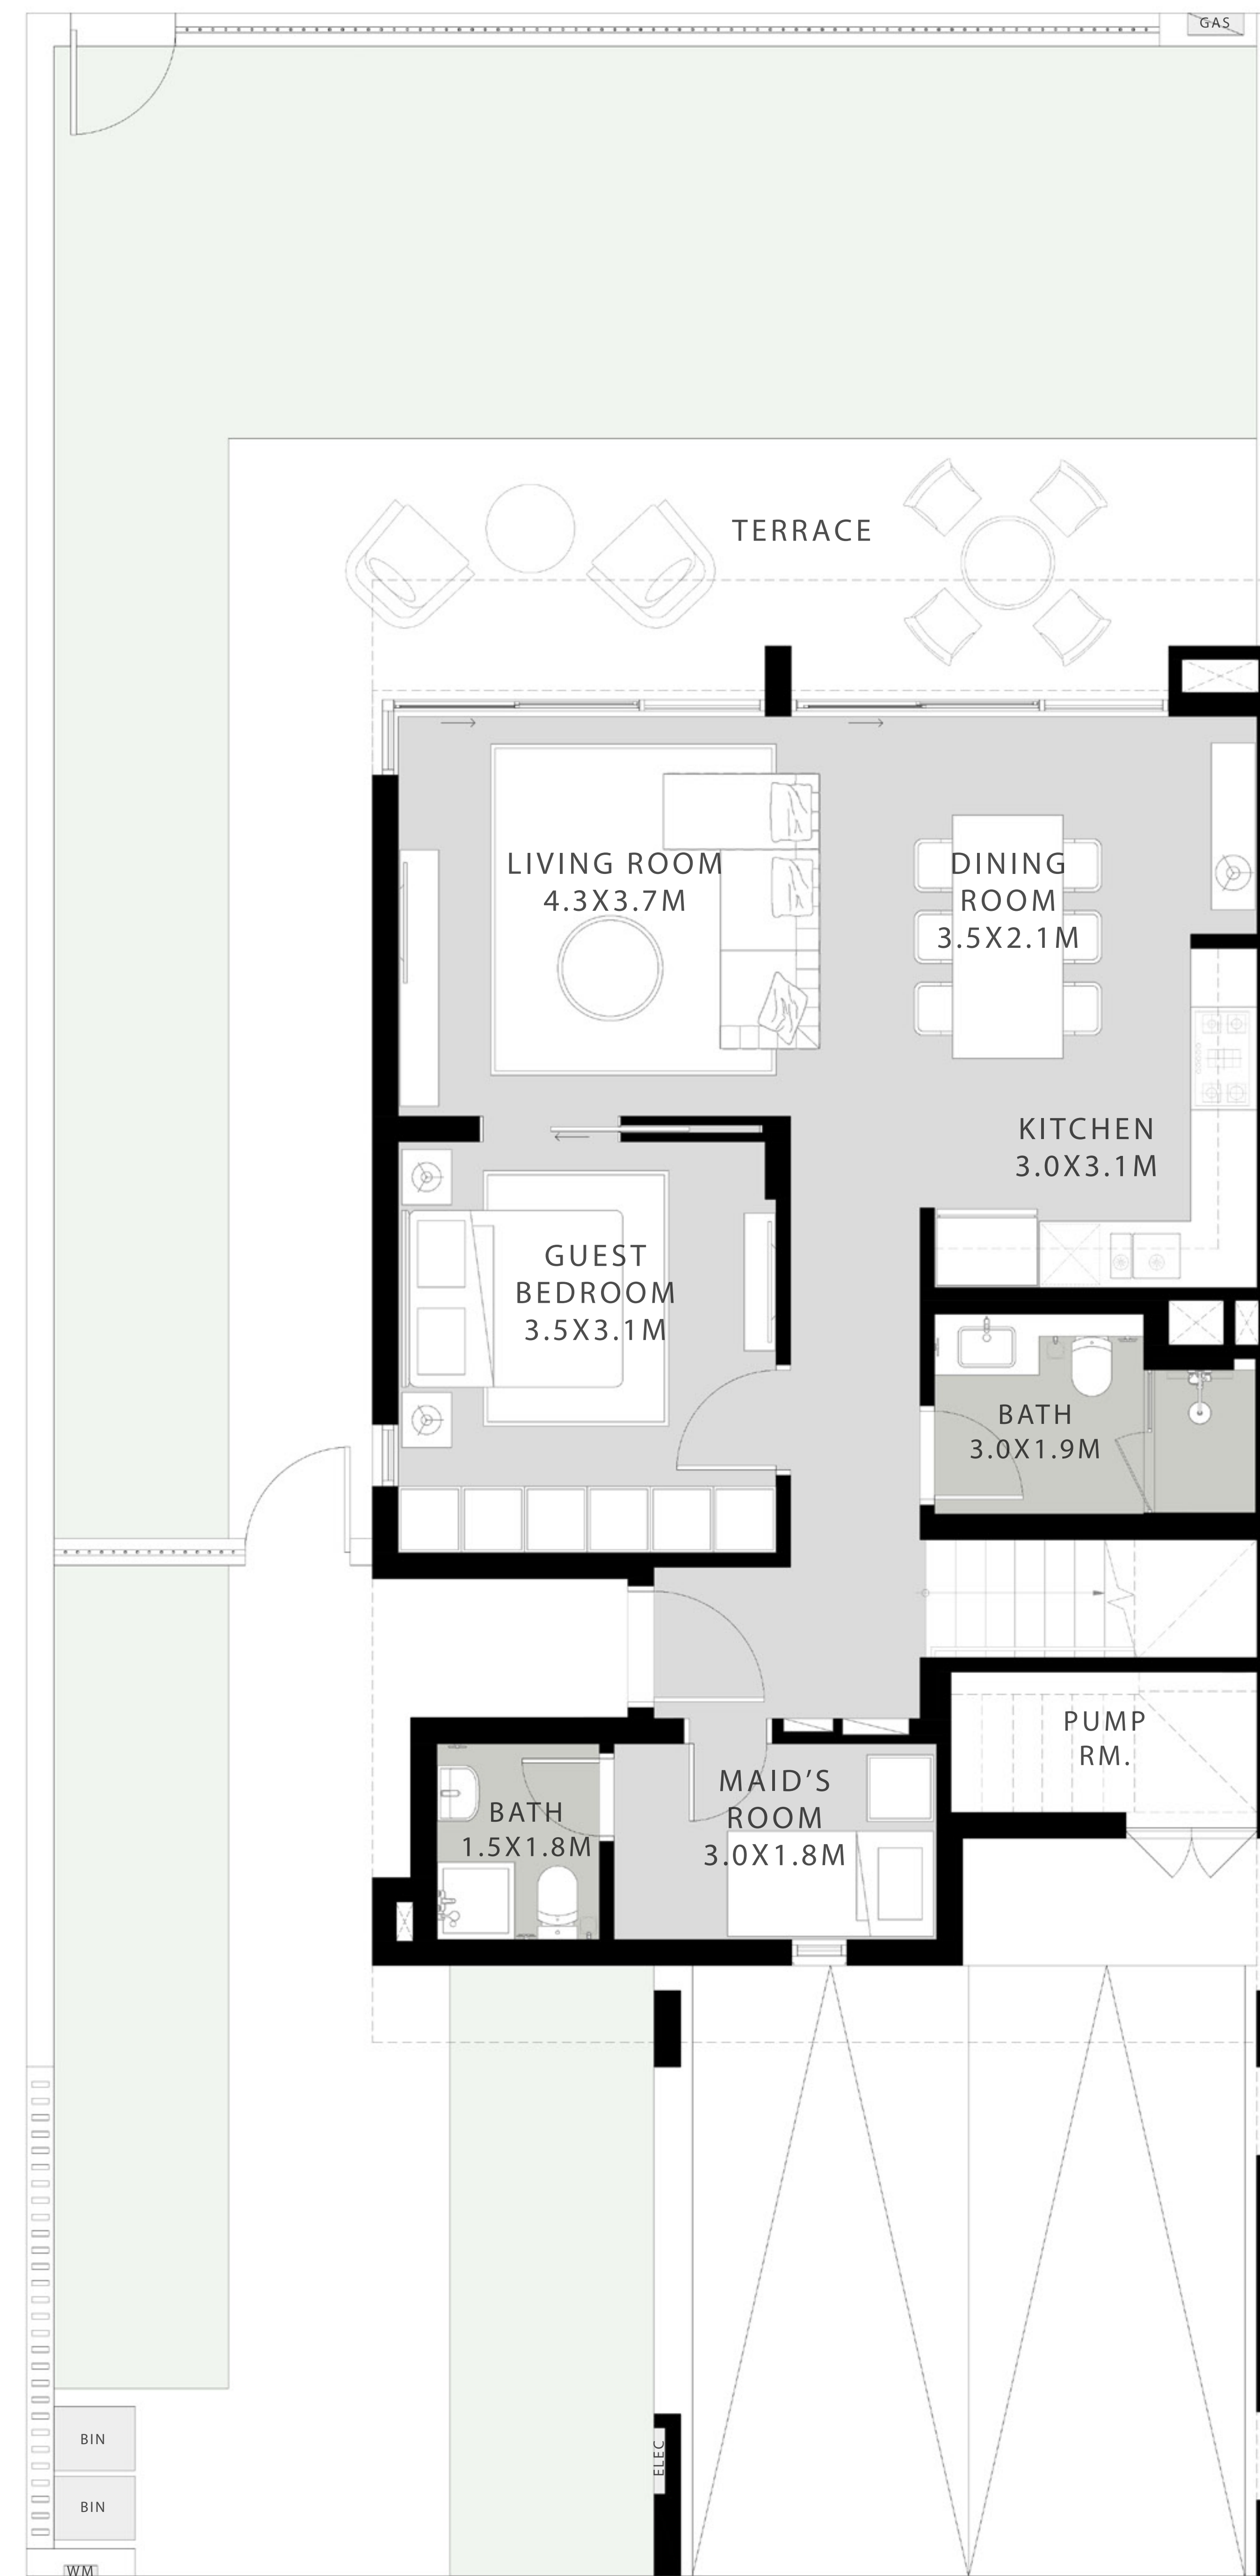 GAS
TERRACE
LIVING ROOM
4.3X3.7M
DINING
ROOM
3.5X2.1M
KITCHEN
3.0X3.1M
GUEST
BEDROOM
3.5X3.1M
BATH
3.0X1.9M
PUMP
RM.
MAID'S
ROOM
3.0X1.8M
BATH
1.5X1.8M
BIN
ELEC
BIN
WM